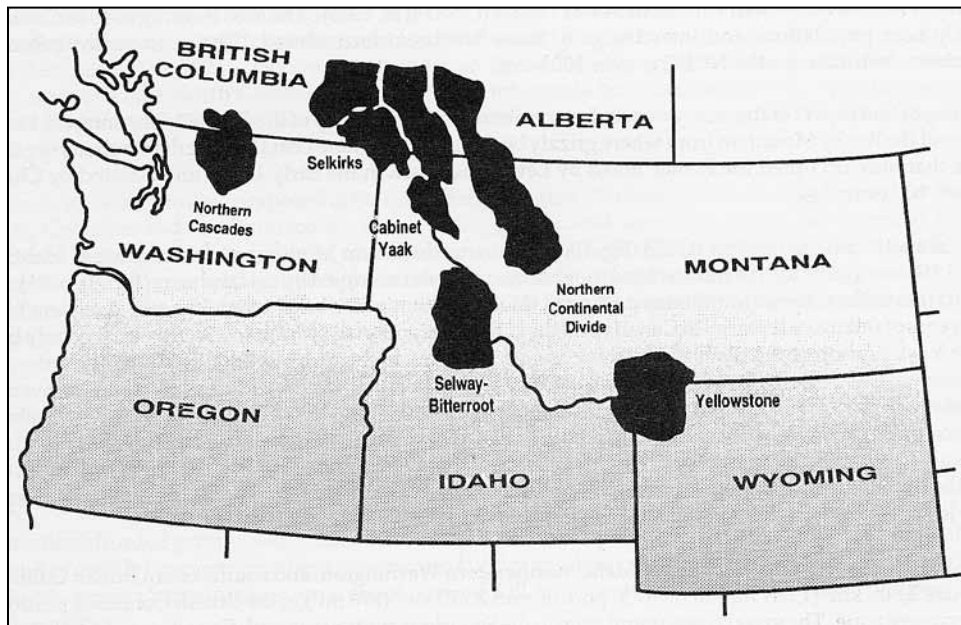 BRITISH
COLUMBIA
ALBERTA
Selkirks
Northern
Cascades
Cabinet
Yaak
WASHINGTON
MONTANA
Northern
Continental
Divide
Selway-
Bitterroot
Yellowstone
OREGON
IDAHO
WYOMING